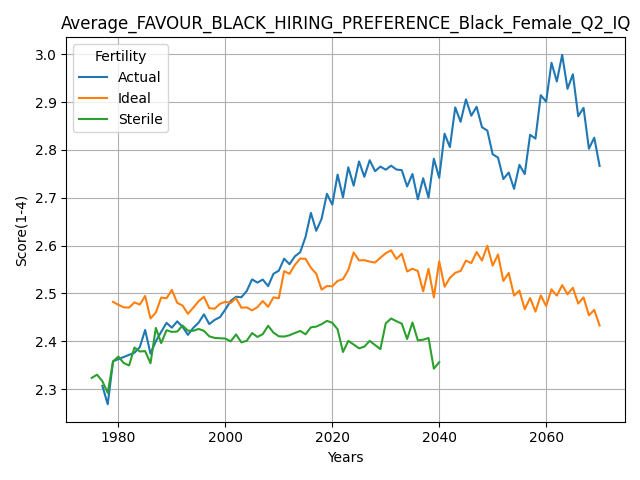 Average_FAVOUR_BLACK_HIRING_PREFERENCE_Black_Female_Q2_IQ
Fertility
Actual
Ideal
Sterile
Score(1-4)
3.0
2.9
2.8
2.7
2.6
2.5
2.4
2.3
1980 2000 2020 2040 2060
Years